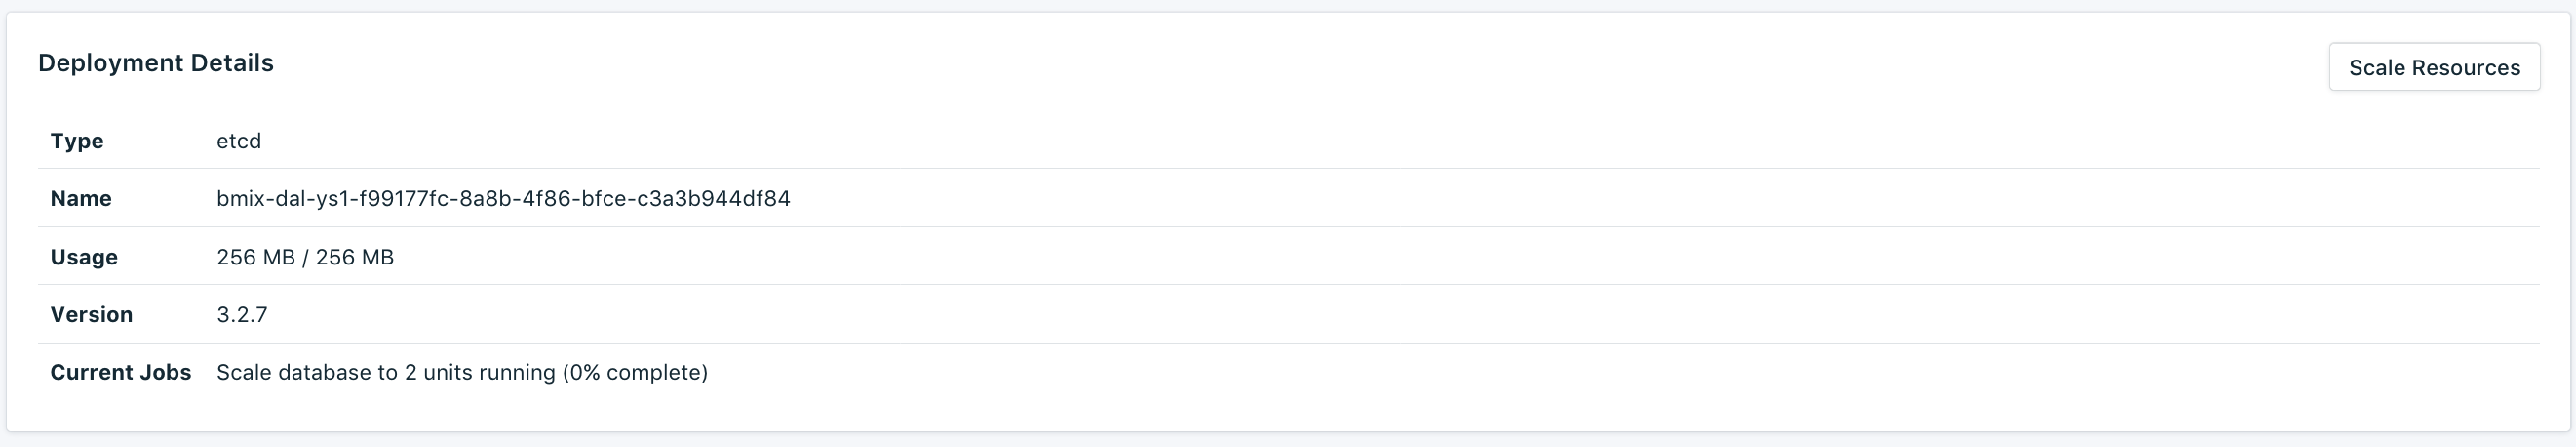 Deployment Details
Scale Resources
Type etcd
Name bmix-dal-ys1-f99177fc-8a8b-4f86-bfce-c3a3b944df84
Usage 256 MB / 256 MB
Version 3.2.7
Current Jobs Scale database to 2 units running (0% complete)